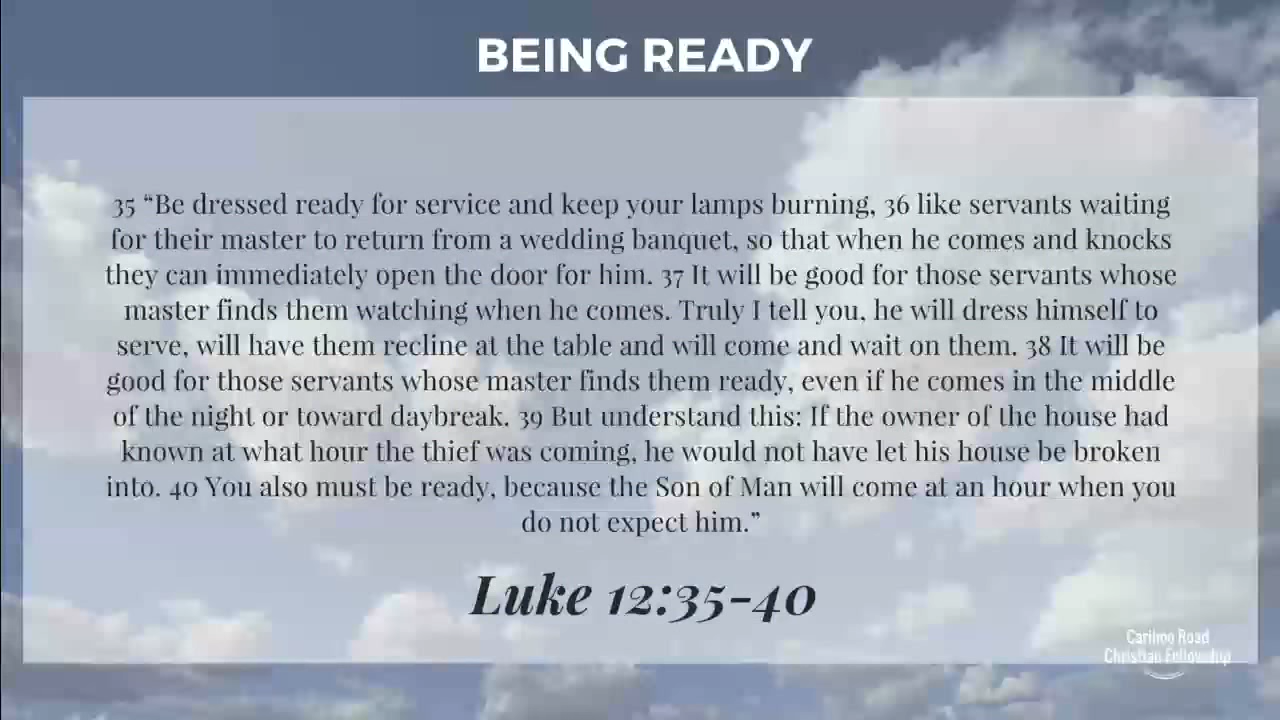 BEING READY
35 “Be dressed ready for service and keep your lamps burning, 36 like servants waiting
for their master to return from a wedding banquet, so that when he comes and knocks
they can immediately open the door for him. 37 It will be good for those servants whose
master finds them watching when he comes. Truly I tell you, he will dress himself to
serve, will have them recline at the table and will come and wait on them. 38 It will be
good for those servants whose master finds them ready, even if he comes in the middle
of the night or toward daybreak. 39 But understand this: If the owner of the house had
known at what hour the thief was coming, he would not have let his house be broken
into. 40 You also must be ready, because the Son of Man will come at an hour when you
do not expect him.”
Luke 12:35-40
Road
Christian Fellowship